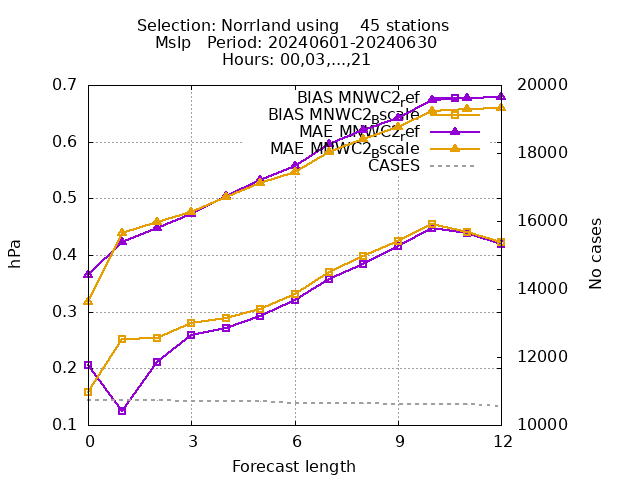 Selection: Norrland using    45 stations
Mslp   Period: 20240601-20240630
Hours: 00,03,...,21
BIAS MNWC2_ref
BIAS MNWC2_Bscale
MAE MNWC2_ref
MAE MNWC2_Bscale
CASES
0.7
0.6
0.5
0.4
0.3
0.2
0.1
hPa
20000
18000
16000
14000
12000
10000
No cases
0 3 6 9 12
Forecast length